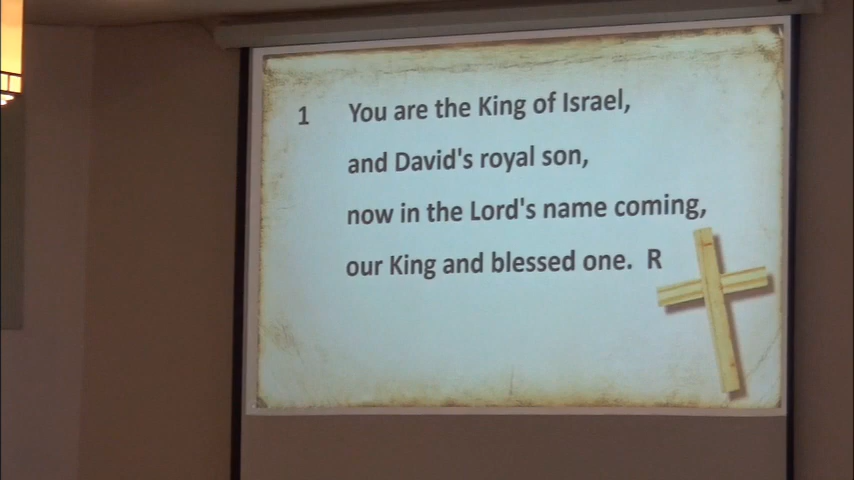 1 You are the King of Israel,
and David's royal son,
now in the Lord's name coming,
our King and blessed one. R